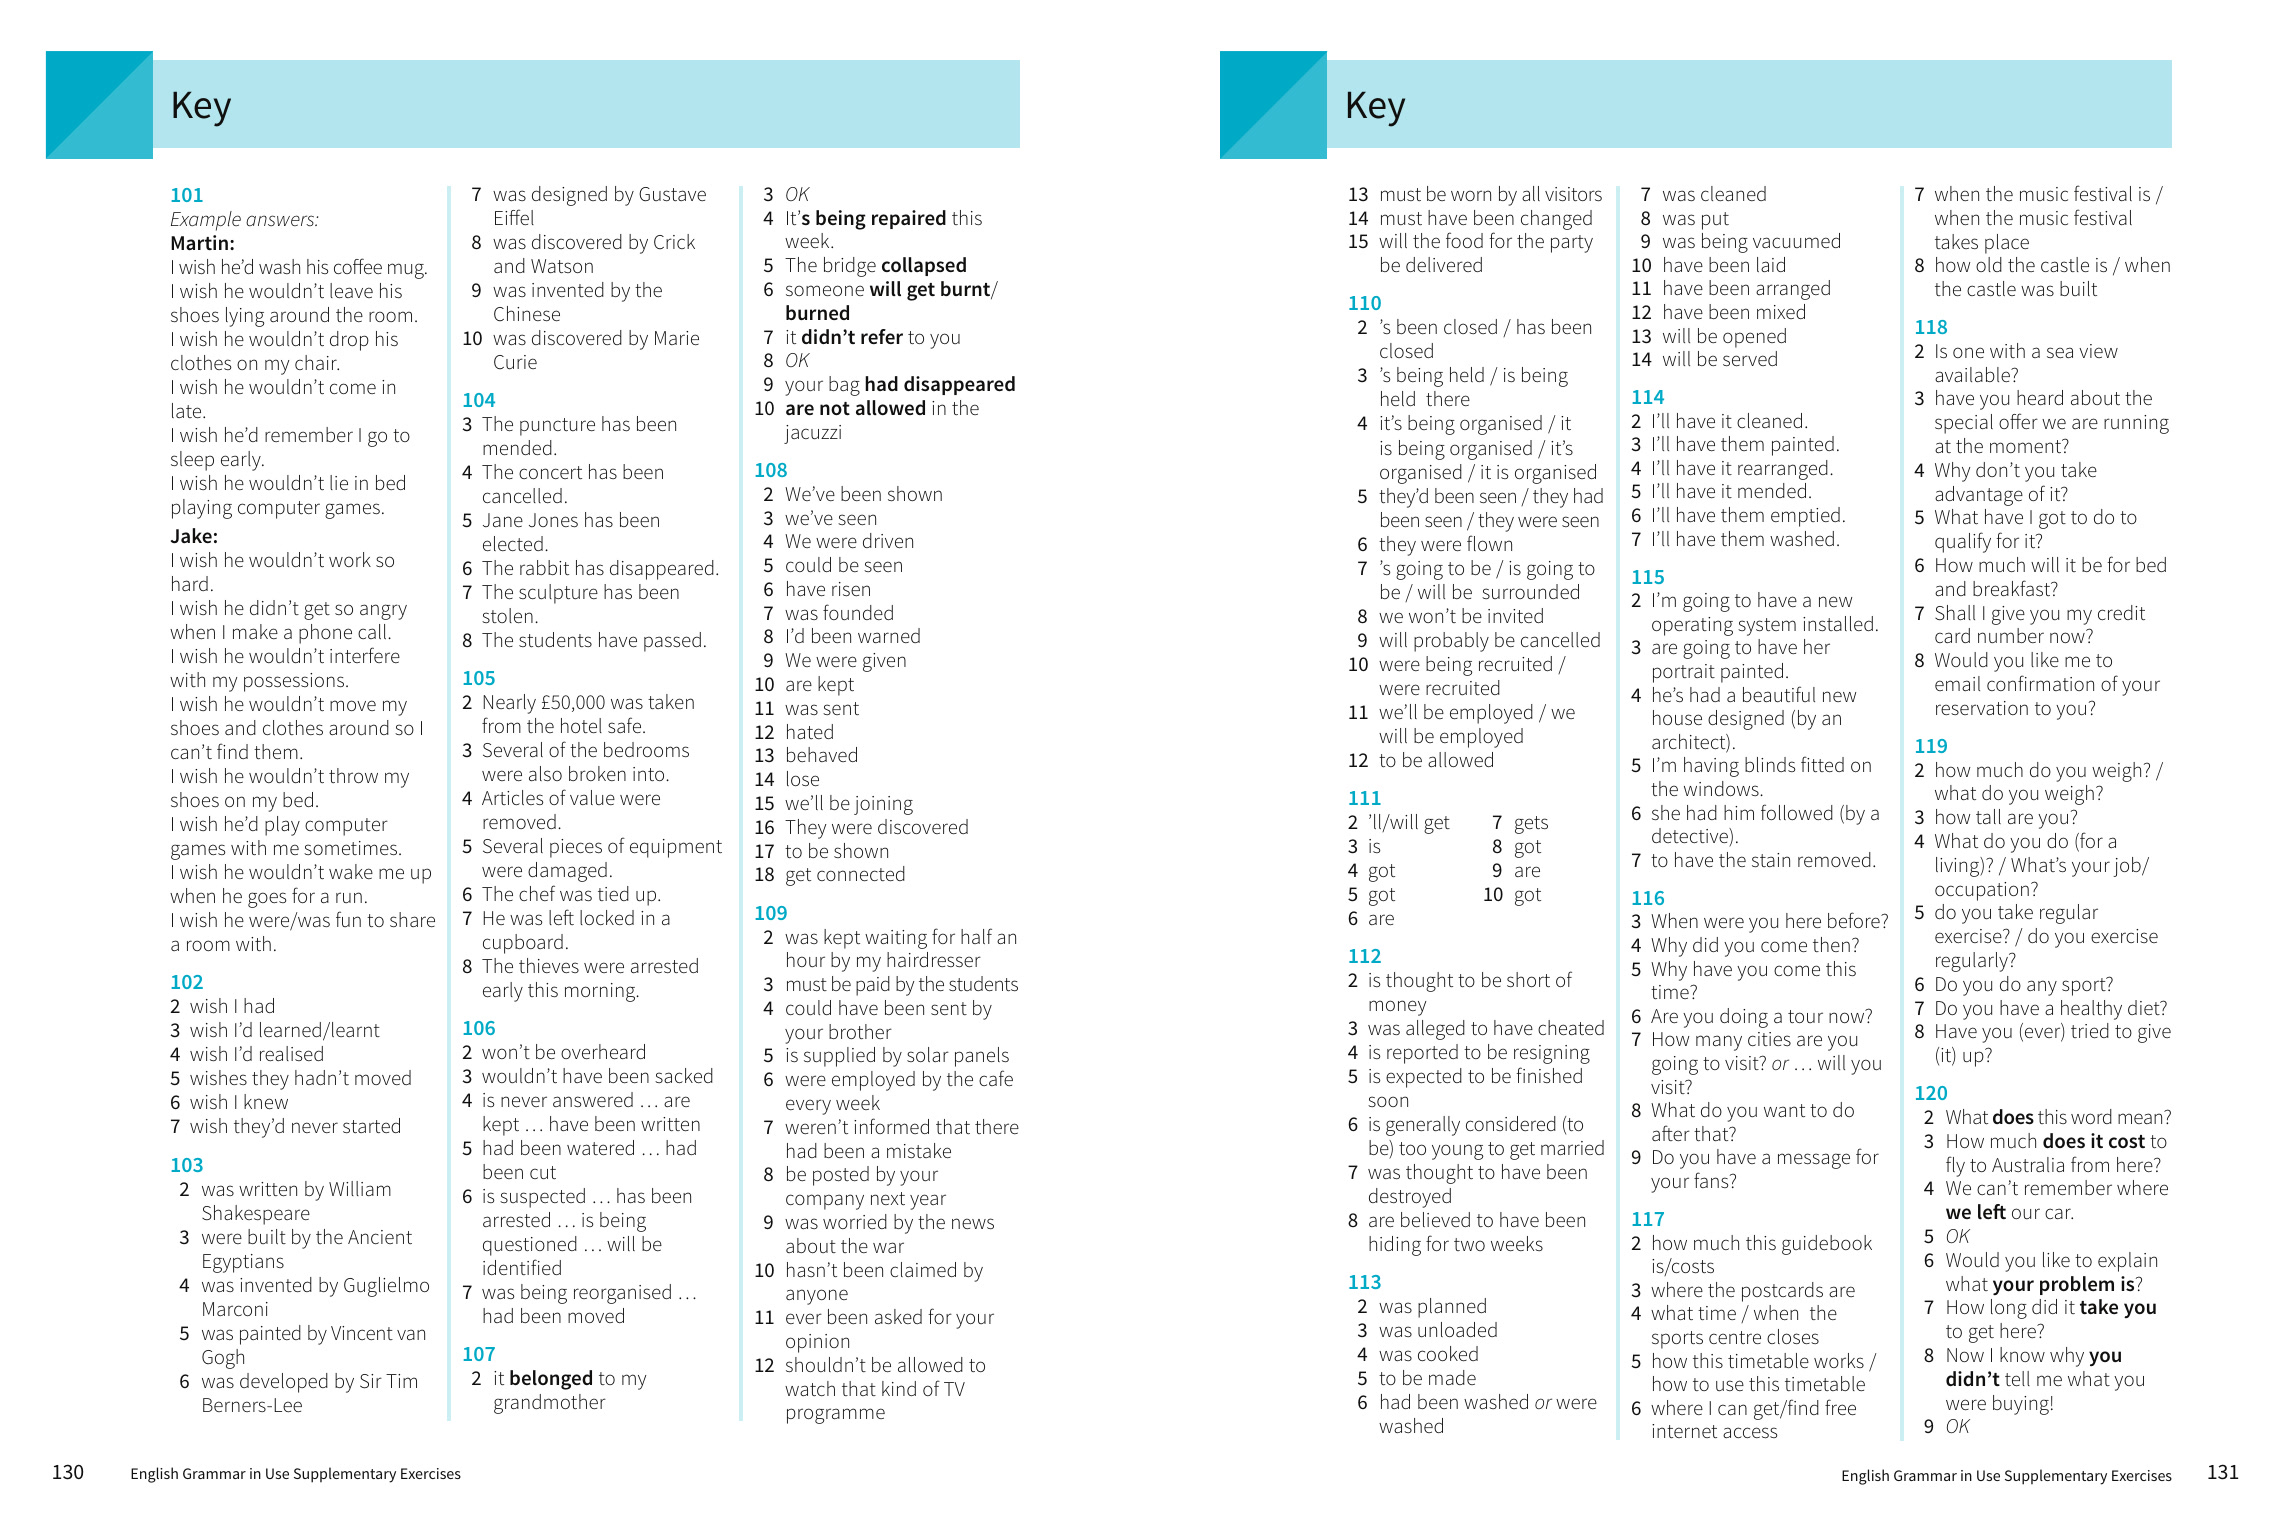 Key
101
Example answers:
Martin:
I wish he’d wash his coffee mug.
I wish he wouldn’t leave his
shoes lying around the room.
I wish he wouldn’t drop his
clothes on my chair.
I wish he wouldn’t come in
late.
I wish he’d remember I go to
sleep early.
I wish he wouldn’t lie in bed
playing computer games.
Jake:
I wish he wouldn’t work so
hard.
I wish he didn’t get so angry
when I make a phone call.
I wish he wouldn’t interfere
with my possessions.
I wish he wouldn’t move my
shoes and clothes around so I
can’t find them.
I wish he wouldn’t throw my
shoes on my bed.
I wish he’d play computer
games with me sometimes.
I wish he wouldn’t wake me up
when he goes for a run.
I wish he were/was fun to share
a room with.
102
2 wish I had
3 wish I’d learned/learnt
4 wish I’d realised
5 wishes they hadn’t moved
6 wish I knew
7 wish they’d never started
103
2 was written by William
Shakespeare
3 were built by the Ancient
Egyptians
4 was invented by Guglielmo
Marconi
5 was painted by Vincent van
Gogh
6 was developed by Sir Tim
Berners-Lee
7 was designed by Gustave
Eiffel
8 was discovered by Crick
and Watson
9 was invented by the
Chinese
10 was discovered by Marie
Curie
104
3 The puncture has been
mended.
4 The concert has been
cancelled.
5 Jane Jones has been
elected.
6 The rabbit has disappeared.
7 The sculpture has been
stolen.
8 The students have passed.
105
2 Nearly £50,000 was taken
from the hotel safe.
3 Several of the bedrooms
were also broken into.
4 Articles of value were
removed.
5 Several pieces of equipment
were damaged.
6 The chef was tied up.
7 He was left locked in a
cupboard.
8 The thieves were arrested
early this morning.
106
2 won’t be overheard
3 wouldn’t have been sacked
4 is never answered … are
kept … have been written
5 had been watered … had
been cut
6 is suspected … has been
arrested … is being
questioned … will be
identified
7 was being reorganised …
had been moved
107
2 it belonged to my
grandmother
3 OK
4 It’s being repaired this
week.
5 The bridge collapsed
6 someone will get burnt/
burned
7 it didn’t refer to you
8 OK
9 your bag had disappeared
10 are not allowed in the
jacuzzi
108
2 We’ve been shown
3 we’ve seen
4 We were driven
5 could be seen
6 have risen
7 was founded
8 I’d been warned
9 We were given
10 are kept
11 was sent
12 hated
13 behaved
14 lose
15 we’ll be joining
16 They were discovered
17 to be shown
18 get connected
109
2 was kept waiting for half an
hour by my hairdresser
3 must be paid by the students
4 could have been sent by
your brother
5 is supplied by solar panels
6 were employed by the cafe
every week
7 weren’t informed that there
had been a mistake
8 be posted by your
company next year
9 was worried by the news
about the war
10 hasn’t been claimed by
anyone
11 ever been asked for your
opinion
12 shouldn’t be allowed to
watch that kind of TV
programme
130 English Grammar in Use Supplementary Exercises
Key
13 must be worn by all visitors
14 must have been changed
15 will the food for the party
be delivered
110
2 ’s been closed / has been
closed
3 ’s being held / is being
held there
4 it’s being organised / it
is being organised / it’s
organised / it is organised
5 they’d been seen / they had
been seen / they were seen
6 they were flown
7 ’s going to be / is going to
be / will be surrounded
8 we won’t be invited
9 will probably be cancelled
10 were being recruited /
were recruited
11 we’ll be employed / we
will be employed
12 to be allowed
111
2 ’ll/will get 7 gets
3 is 8 got
4 got 9 are
5 got 10 got
6 are
112
2 is thought to be short of
money
3 was alleged to have cheated
4 is reported to be resigning
5 is expected to be finished
soon
6 is generally considered (to
be) too young to get married
7 was thought to have been
destroyed
8 are believed to have been
hiding for two weeks
113
2 was planned
3 was unloaded
4 was cooked
5 to be made
6 had been washed or were
washed
7 was cleaned
8 was put
9 was being vacuumed
10 have been laid
11 have been arranged
12 have been mixed
13 will be opened
14 will be served
114
2 I’ll have it cleaned.
3 I’ll have them painted.
4 I’ll have it rearranged.
5 I’ll have it mended.
6 I’ll have them emptied.
7 I’ll have them washed.
115
2 I’m going to have a new
operating system installed.
3 are going to have her
portrait painted.
4 he’s had a beautiful new
house designed (by an
architect).
5 I’m having blinds fitted on
the windows.
6 she had him followed (by a
detective).
7 to have the stain removed.
116
3 When were you here before?
4 Why did you come then?
5 Why have you come this
time?
6 Are you doing a tour now?
7 How many cities are you
going to visit? or … will you
visit?
8 What do you want to do
after that?
9 Do you have a message for
your fans?
117
2 how much this guidebook
is/costs
3 where the postcards are
4 what time / when the
sports centre closes
5 how this timetable works /
how to use this timetable
6 where I can get/find free
internet access
7 when the music festival is /
when the music festival
takes place
8 how old the castle is / when
the castle was built
118
2 Is one with a sea view
available?
3 have you heard about the
special offer we are running
at the moment?
4 Why don’t you take
advantage of it?
5 What have I got to do to
qualify for it?
6 How much will it be for bed
and breakfast?
7 Shall I give you my credit
card number now?
8 Would you like me to
email confirmation of your
reservation to you?
119
2 how much do you weigh? /
what do you weigh?
3 how tall are you?
4 What do you do (for a
living)? / What’s your job/
occupation?
5 do you take regular
exercise? / do you exercise
regularly?
6 Do you do any sport?
7 Do you have a healthy diet?
8 Have you (ever) tried to give
(it) up?
120
2 What does this word mean?
3 How much does it cost to
fly to Australia from here?
4 We can’t remember where
we left our car.
5 OK
6 Would you like to explain
what your problem is?
7 How long did it take you
to get here?
8 Now I know why you
didn’t tell me what you
were buying!
9 OK
English Grammar in Use Supplementary Exercises 131